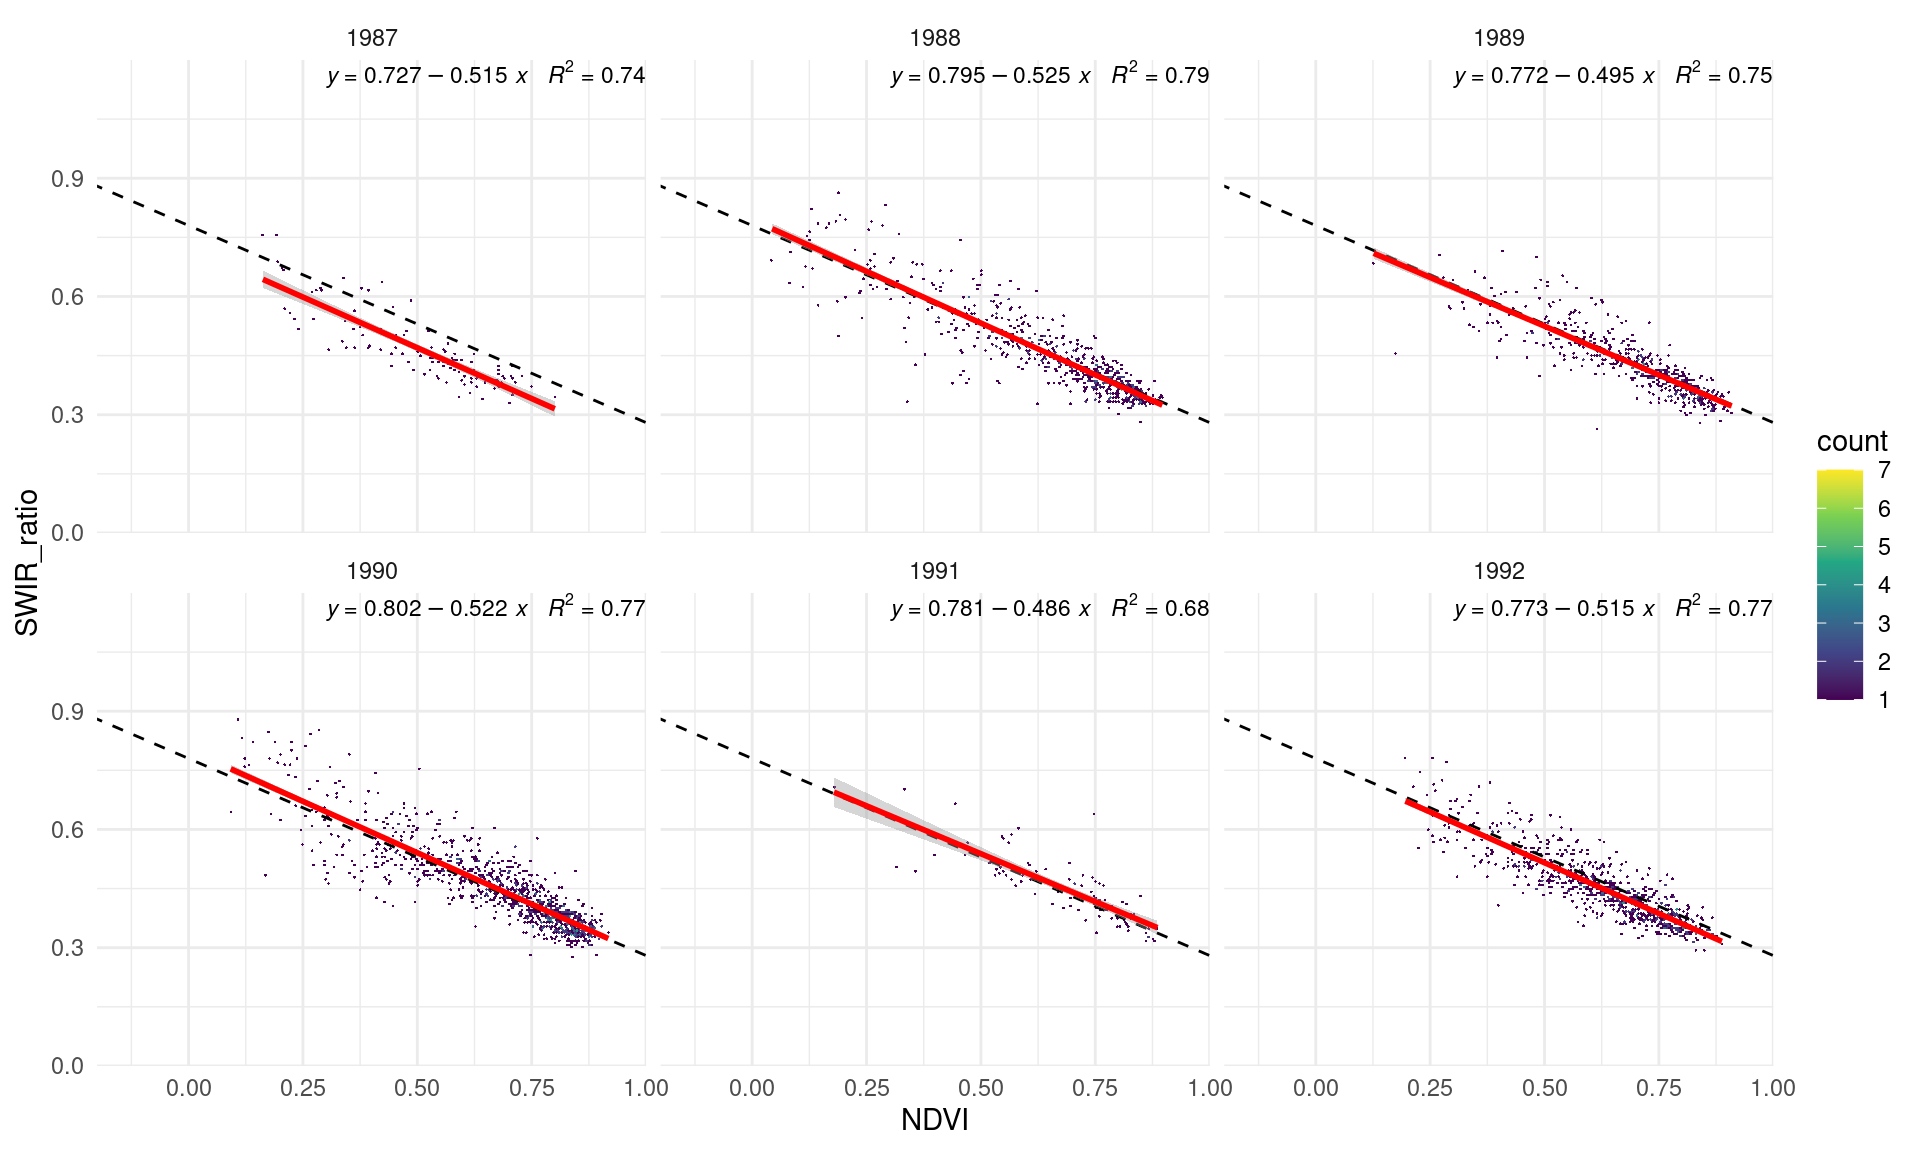 1987
y = 0.727 − 0.515 x R² = 0.74
1988
y = 0.795 − 0.525 x R² = 0.79
1989
y = 0.772 − 0.495 x R² = 0.75
0.9
0.6
0.3
0.0
1990
y = 0.802 − 0.522 x R² = 0.77
1991
y = 0.781 − 0.486 x R² = 0.68
1992
y = 0.773 − 0.515 x R² = 0.77
0.9
0.6
0.3
0.0
0.00 0.25 0.50 0.75 1.00
0.00 0.25 0.50 0.75 1.00
0.00 0.25 0.50 0.75 1.00
NDVI
SWIR_ratio
count
7
6
5
4
3
2
1